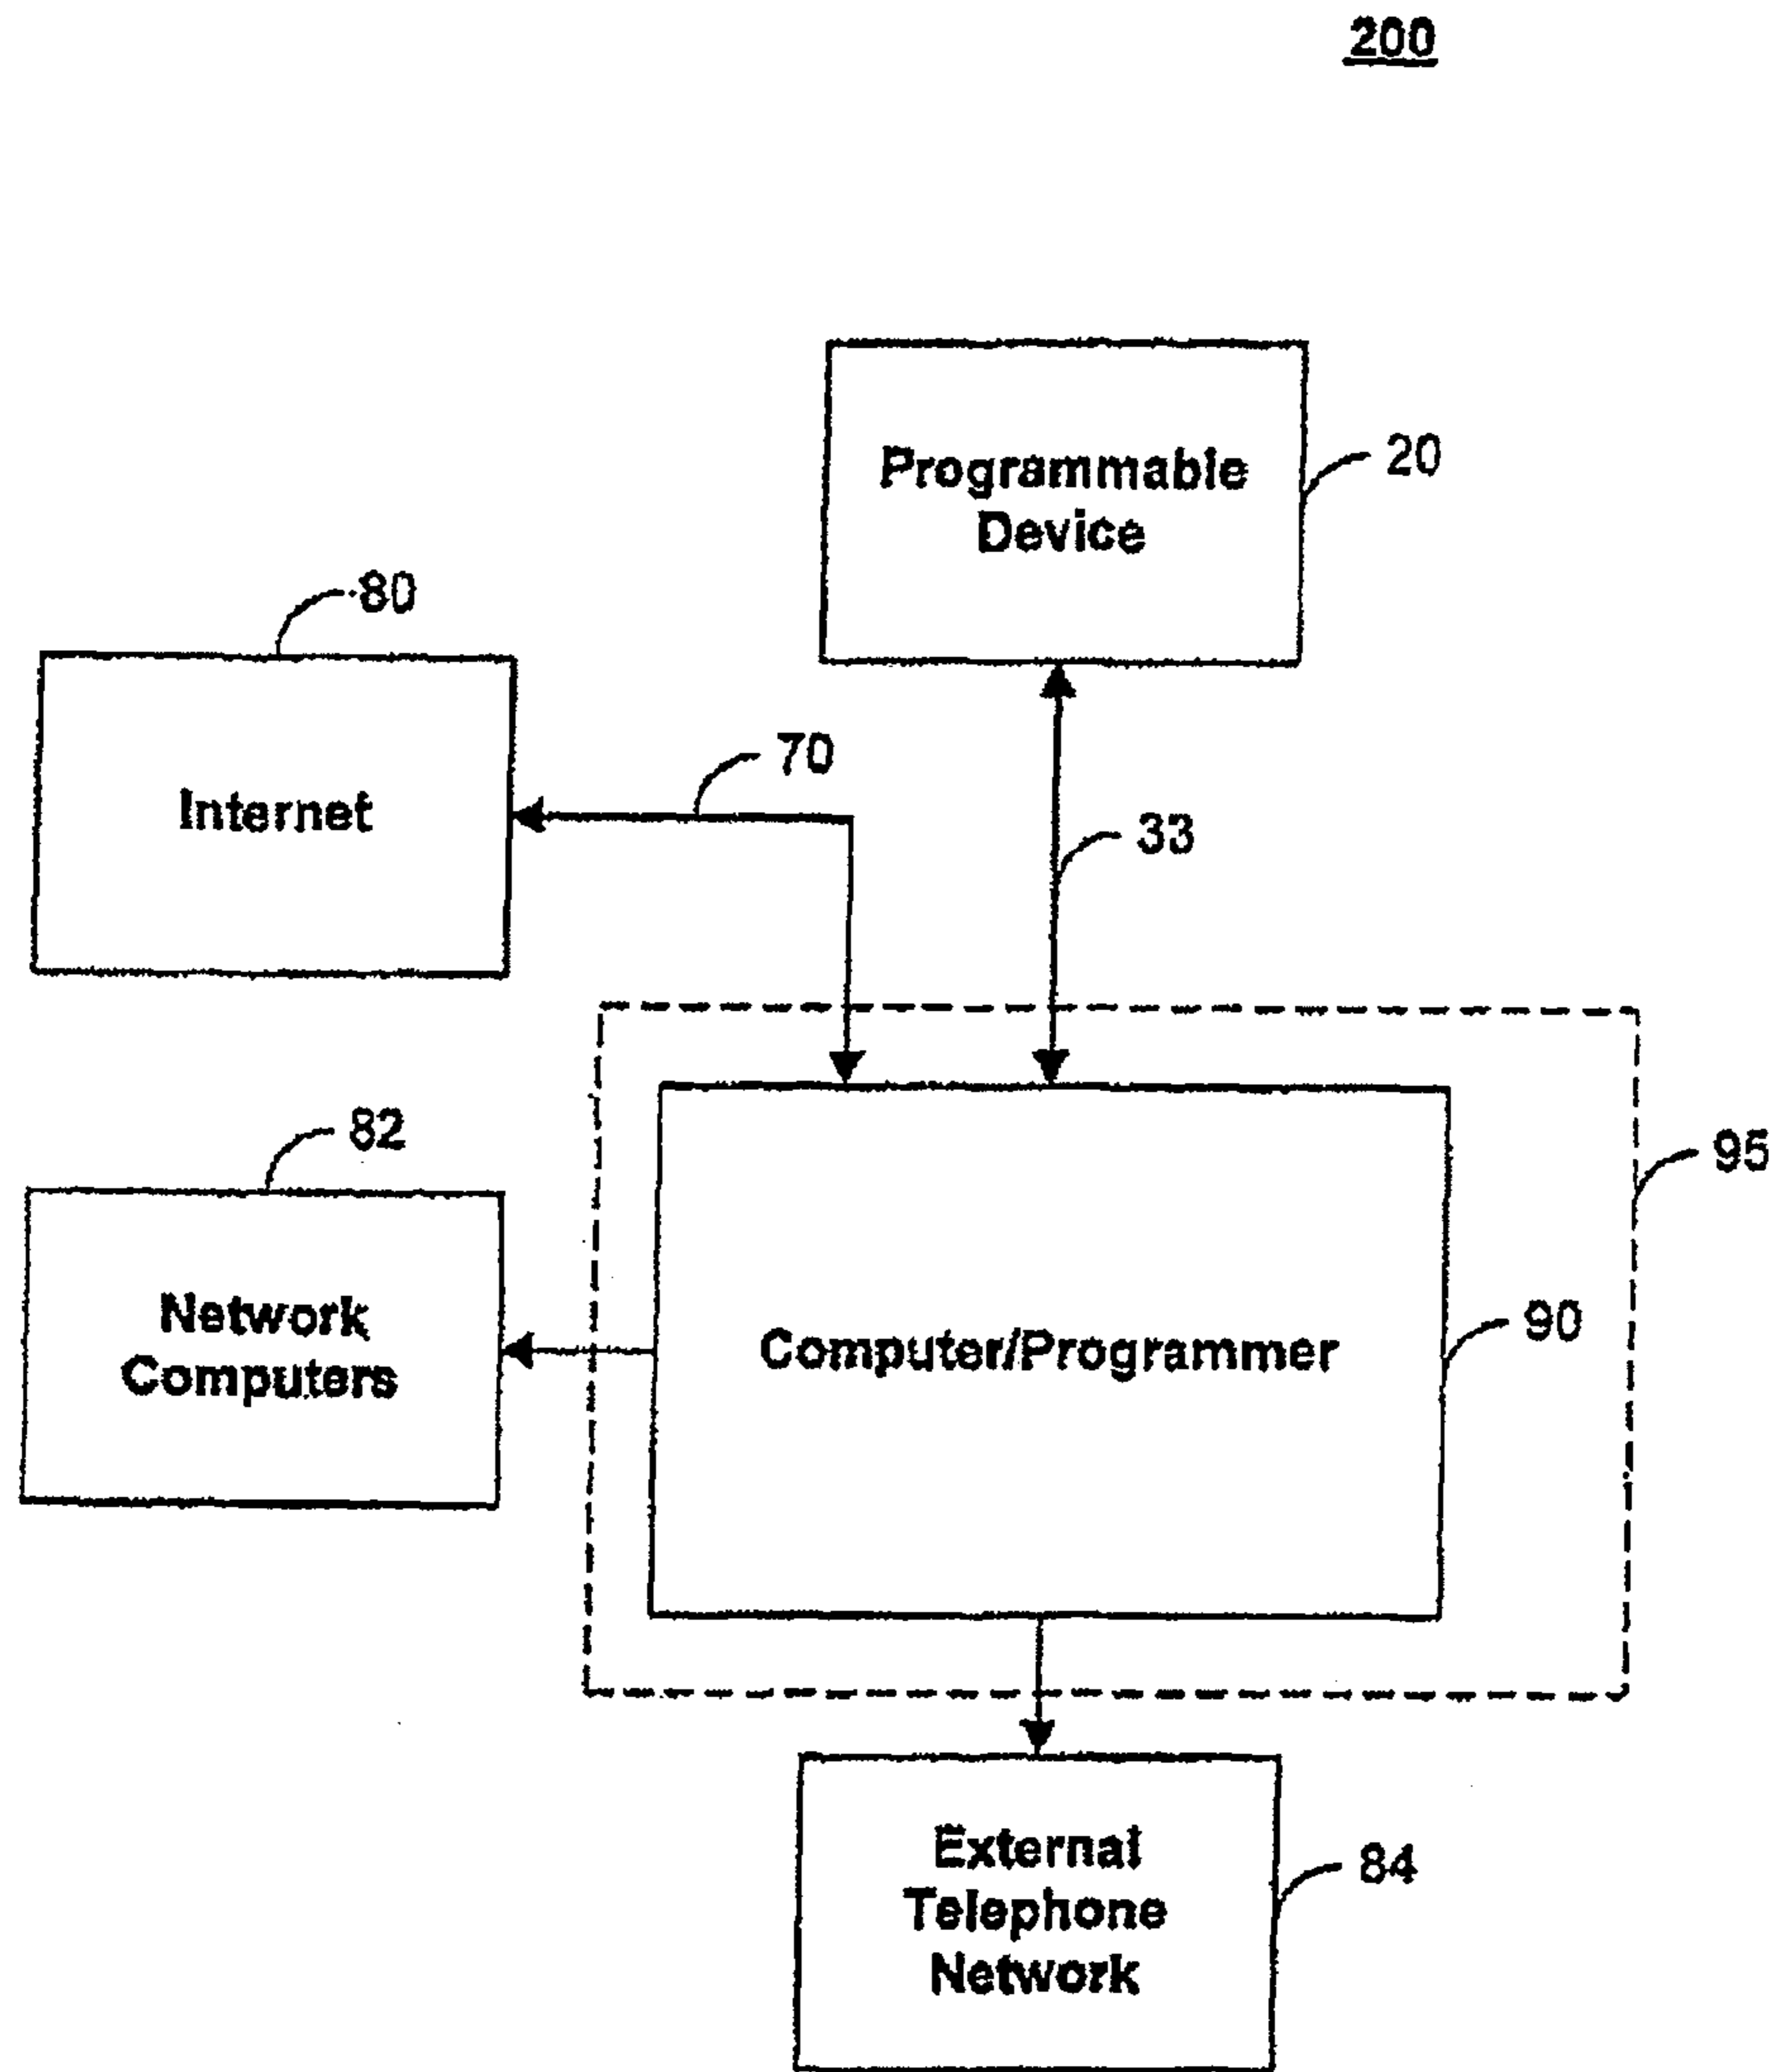 200
Programmable
Device
20
80
Internet
70
33
82
Network
Computers
95
Computer/Programmer
90
External
Telephone
Network
84